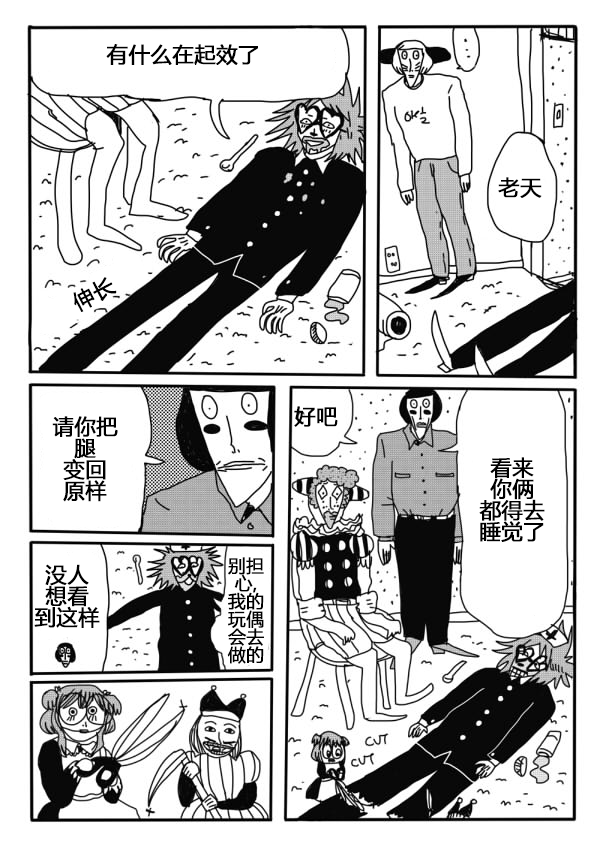 有什么在起效了
伸长
...
老天
请你把
腿
变回
原样
没人
想看
到这样
别担
心,
我的
玩偶
会去
做的
好吧
看来
你俩
都得去
睡觉了
CUT
CUT